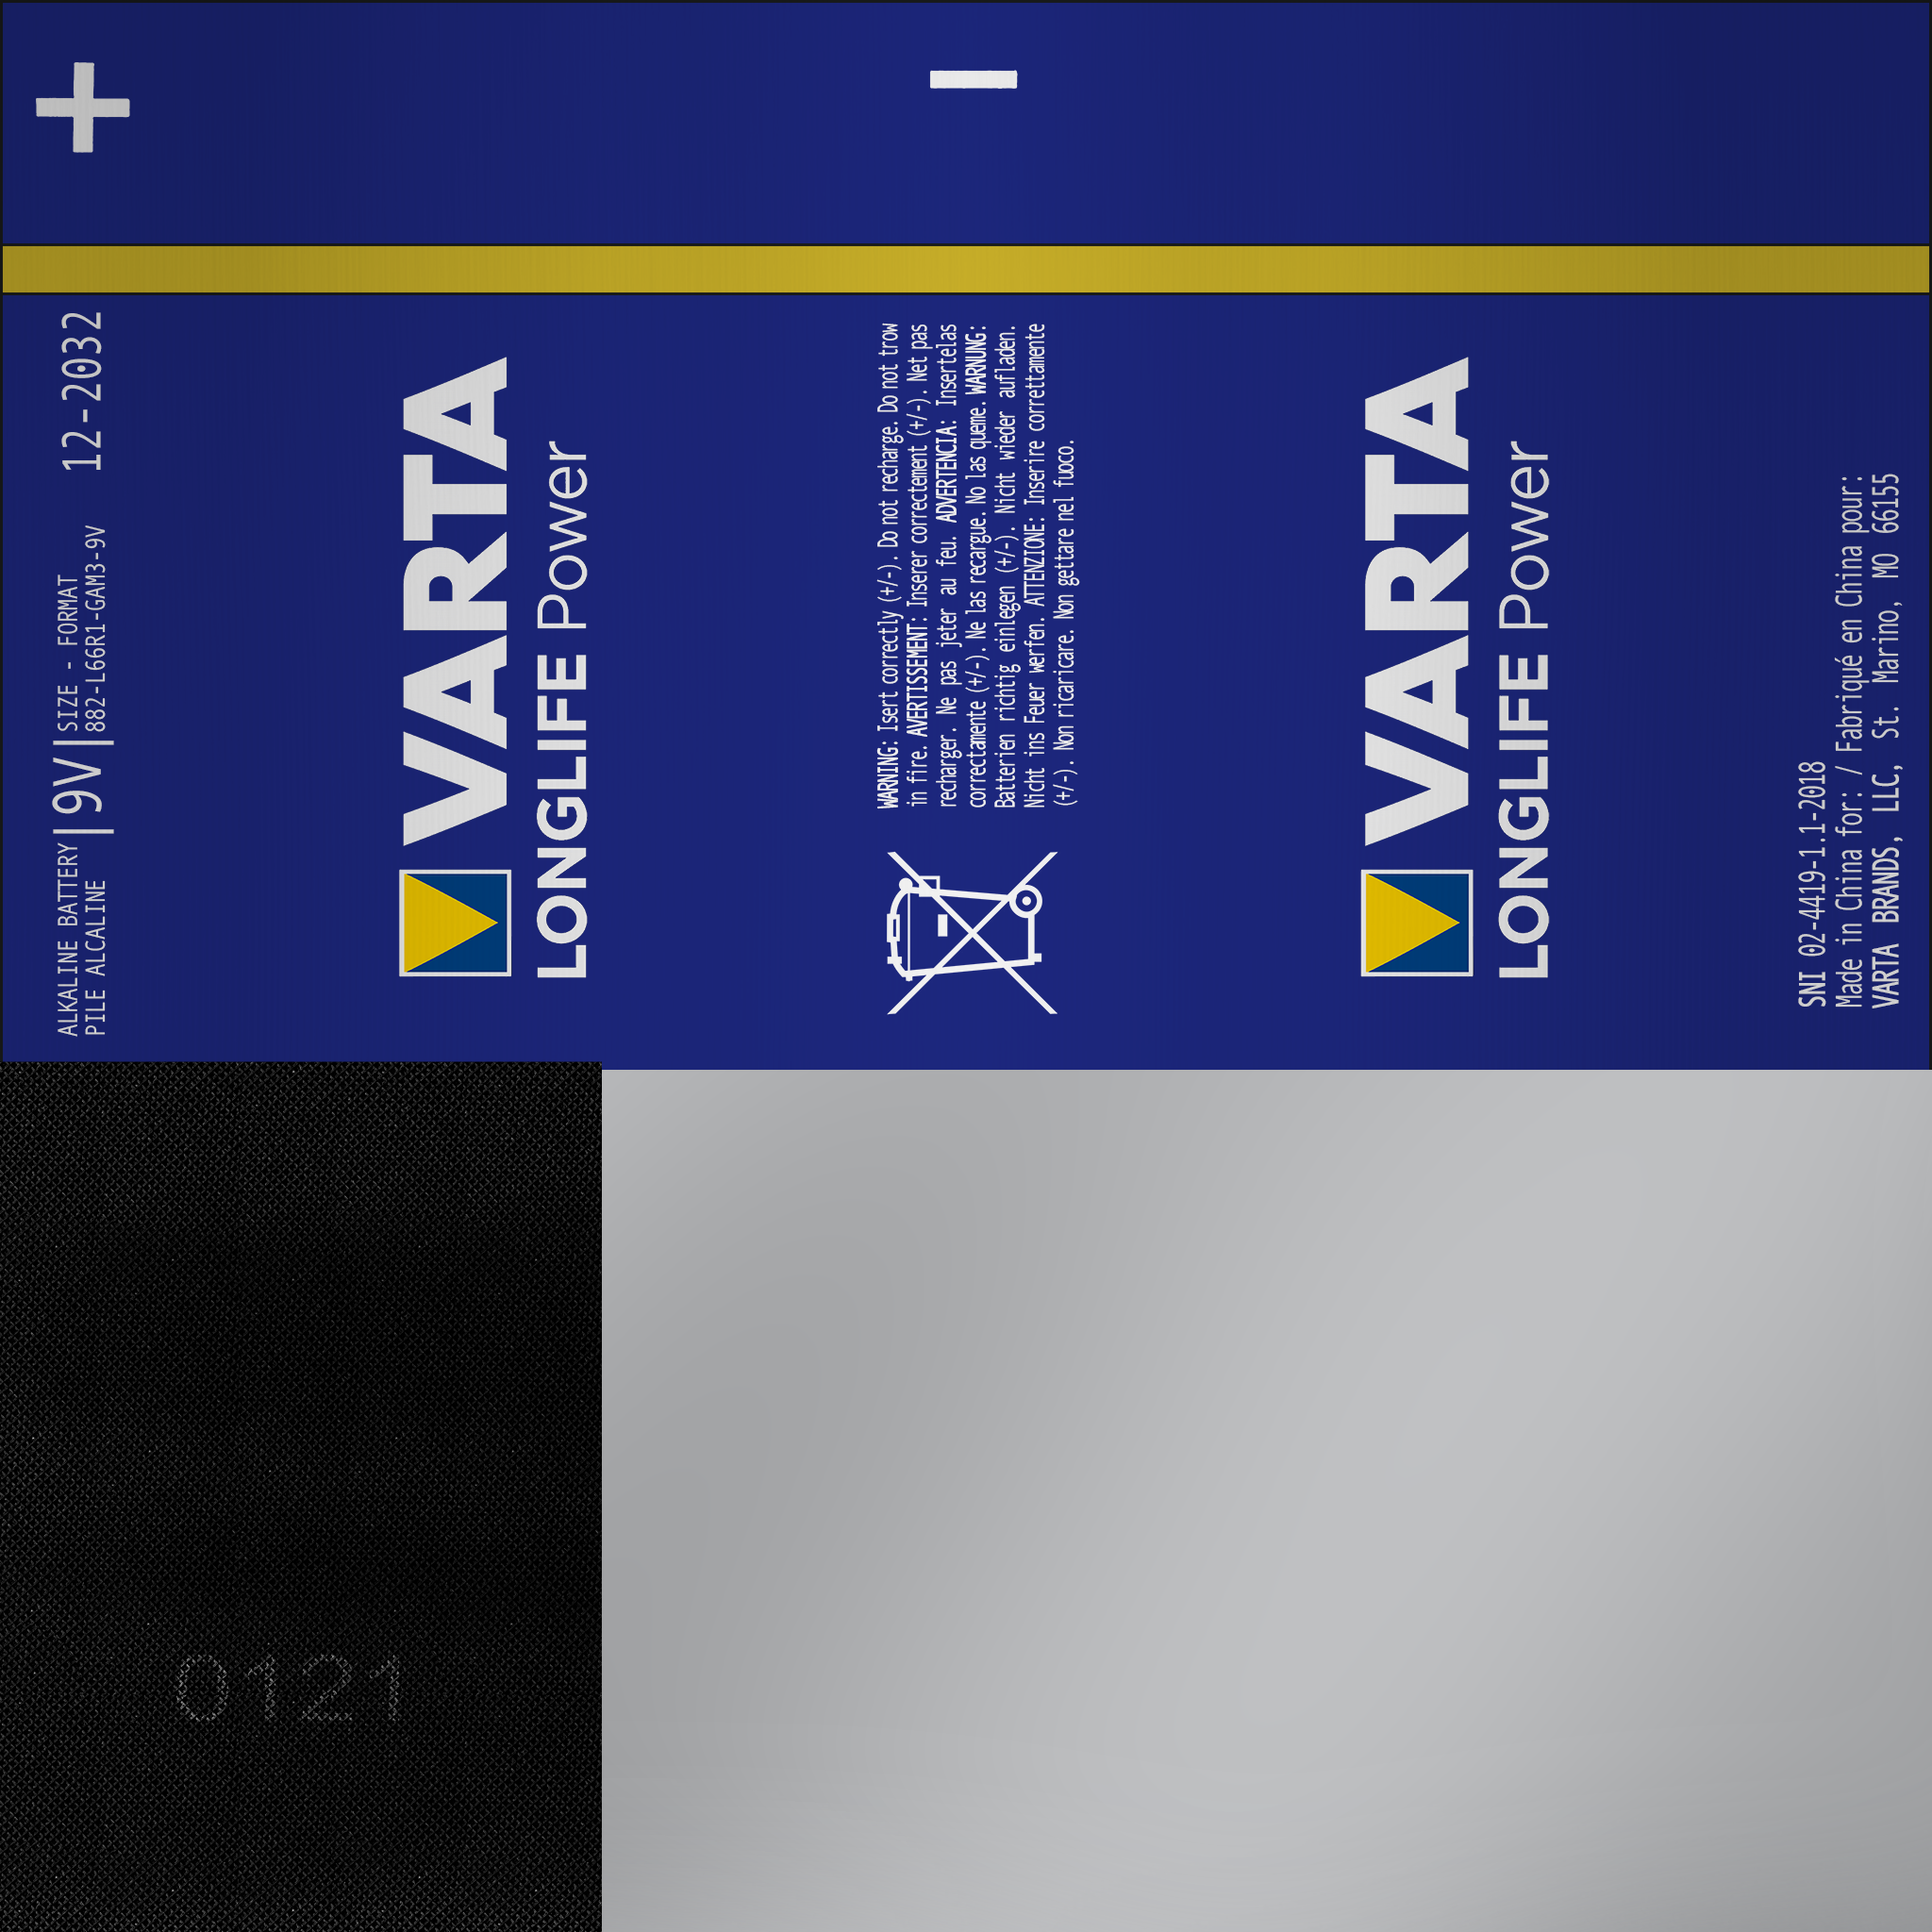 +
−
ALKALINE BATTERY
PILE ALCALINE
9V
SIZE - FORMAT
882-L66R1-GAM3-9V
12-2032
VARTA
LONGLIFE Power
WARNING: Isert correctly (+/-). Do not recharge. Do not trow
in fire. AVERTISSEMENT: Inserer correctement (+/-). Net pas
recharger. Ne pas jeter au feu. ADVERTENCIA: Insertelas
correctamente (+/-). Ne las recargue. No las queme. WARNUNG:
Batterien richtig einlegen (+/-). Nicht wieder aufladen.
Nicht ins Feuer werfen. ATTENZIONE: Inserire correttamente
(+/-). Non ricaricare. Non gettare nel fuoco.
VARTA
LONGLIFE Power
SNI 02-4419-1.1-2018
Made in China for: / Fabriqué en China pour:
VARTA BRANDS, LLC, St. Marino, MO 66155
0121